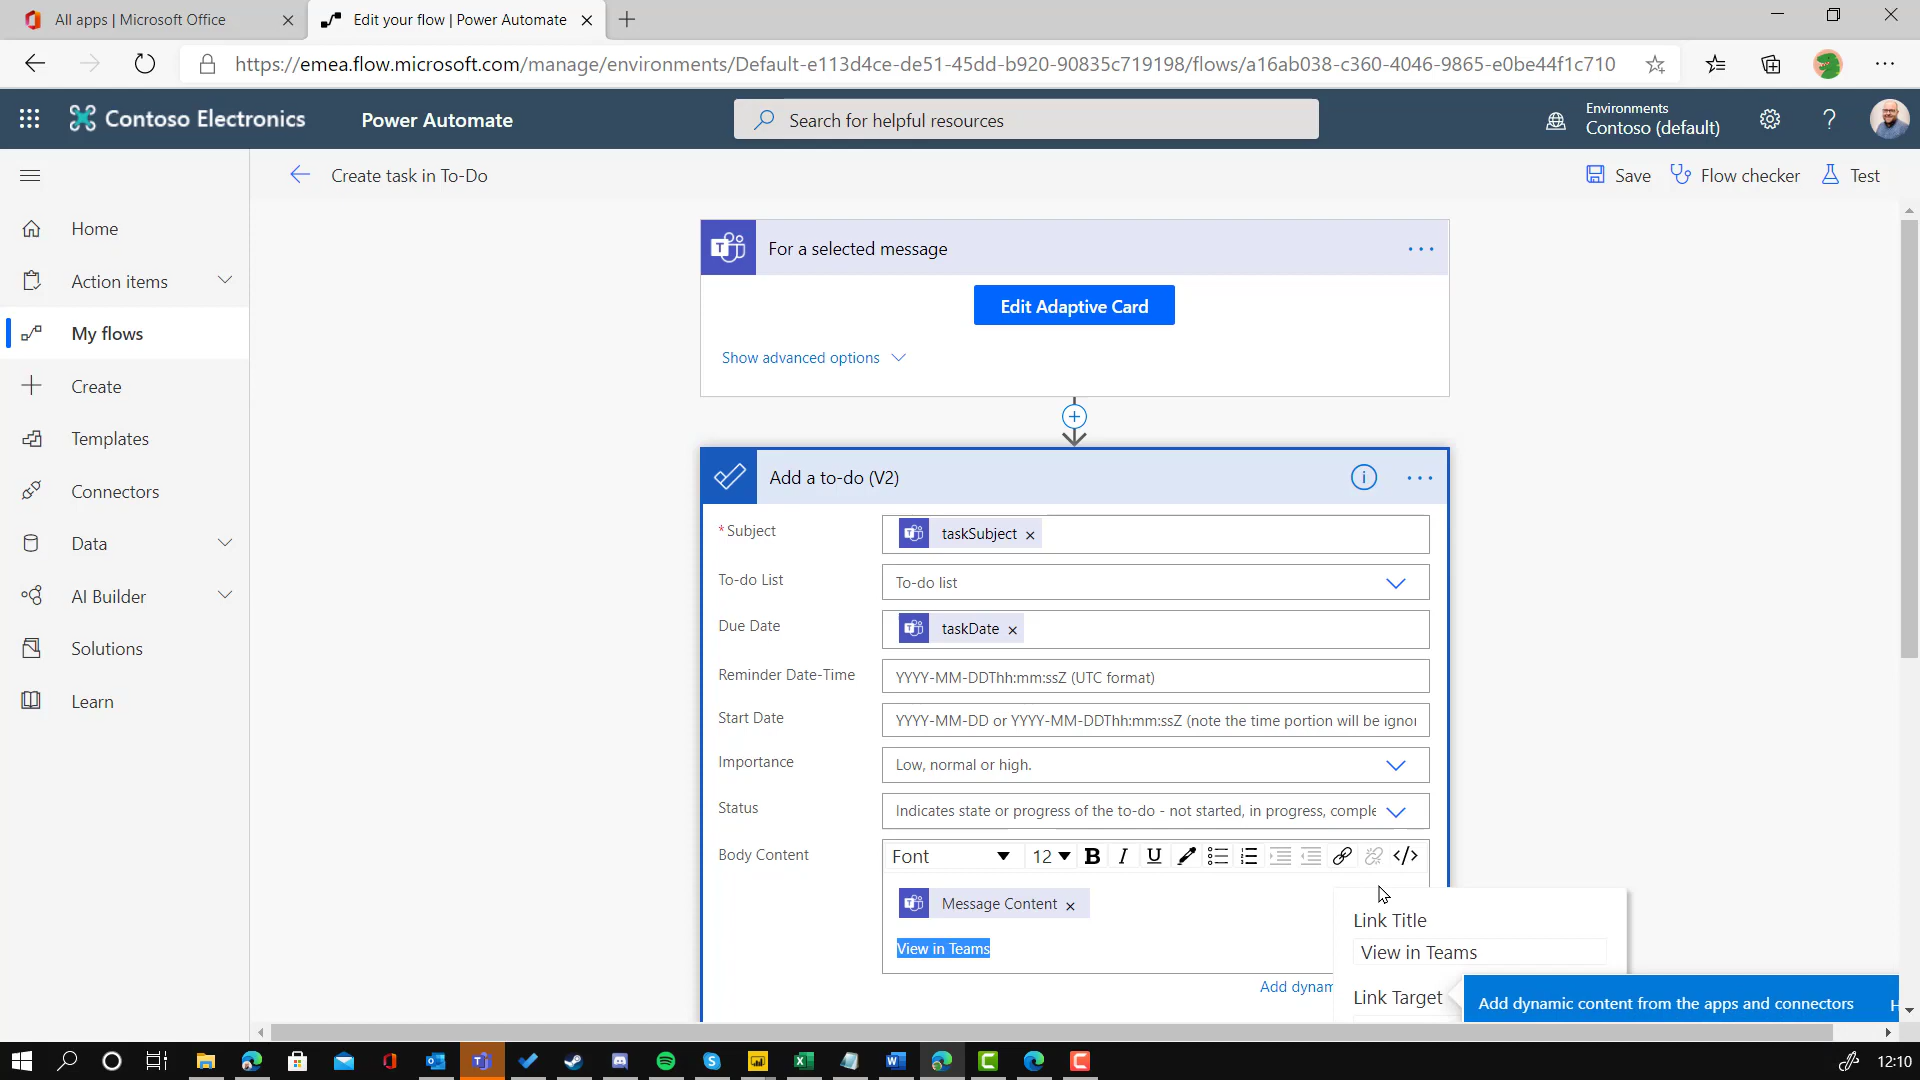 All apps | Microsoft Office
Edit your flow | Power Automate
https://emea.flow.microsoft.com/manage/environments/Default-e113d4ce-de51-45dd-b920-90835c719198/flows/a16ab038-c360-4046-9865-e0be44f1c710
Contoso Electronics
Power Automate
Search for helpful resources
Environments
Contoso (default)
Create task in To-Do
Save
Flow checker
Test
Home
Action items
My flows
Create
Templates
Connectors
Data
AI Builder
Solutions
Learn
For a selected message
Edit Adaptive Card
Show advanced options
Add a to-do (V2)
* Subject
taskSubject
To-do List
To-do list
Due Date
taskDate
Reminder Date-Time
YYYY-MM-DDThh:mm:ssZ (UTC format)
Start Date
YYYY-MM-DD or YYYY-MM-DDThh:mm:ssZ (note the time portion will be ignor
Importance
Low, normal or high.
Status
Indicates state or progress of the to-do - not started, in progress, comple
Body Content
Font
12
B I U
Message Content
View in Teams
Add dynam
Link Title
View in Teams
Link Target
Add dynamic content from the apps and connectors
H
12:10